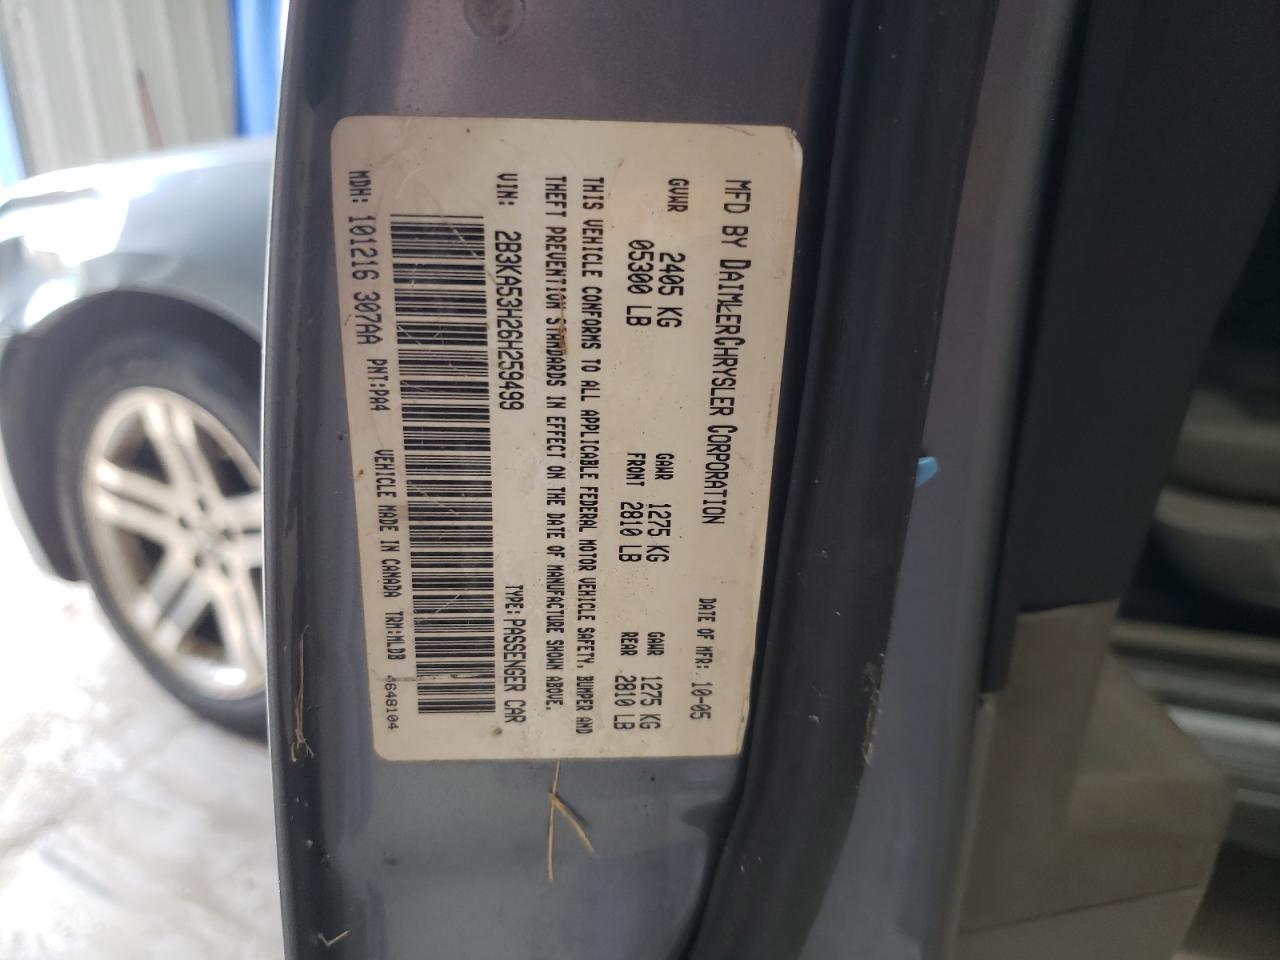 MFD BY DAIMLERCHRYSLER CORPORATION DATE OF MFR: 10-05
GVWR 2405 KG GAWR 1275 KG GAWR 1275 KG
05300 LB FRONT 2810 LB REAR 2810 LB
THIS VEHICLE CONFORMS TO ALL APPLICABLE FEDERAL MOTOR VEHICLE SAFETY, BUMPER AND
THEFT PREVENTION STANDARDS IN EFFECT ON THE DATE OF MANUFACTURE SHOWN ABOVE.
VIN: 2B3KA53H26H259499 TYPE: PASSENGER CAR
MDH: 101216 307AA PNT:PA4 VEHICLE MADE IN CANADA TRM:MLDB 4648104